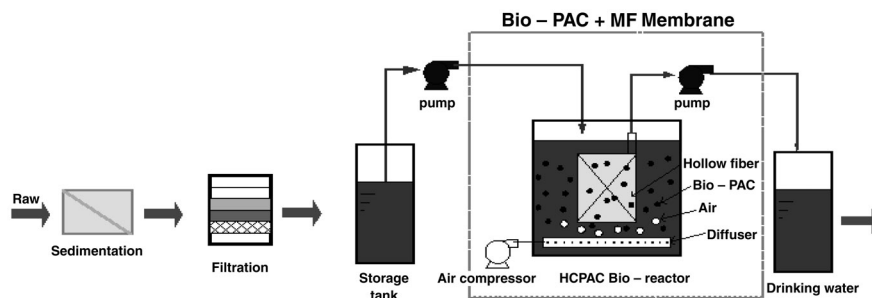 Bio – PAC + MF Membrane
pump
pump
Hollow fiber
Bio – PAC
Air
Diffuser
Raw
Sedimentation
Filtration
Storage
tank
Air compressor
HCPAC Bio – reactor
Drinking water